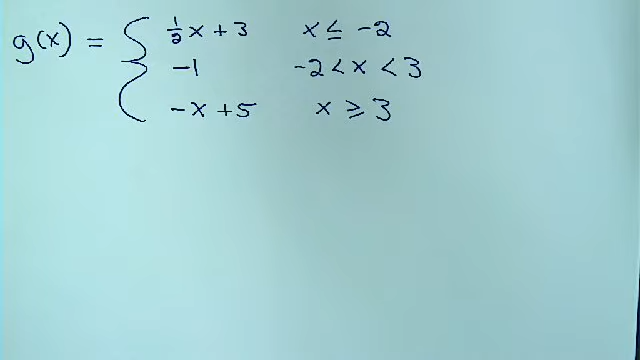 g(x) = { ½x + 3 x ≤ -2
-1 -2 < x < 3
-x + 5 x ≥ 3